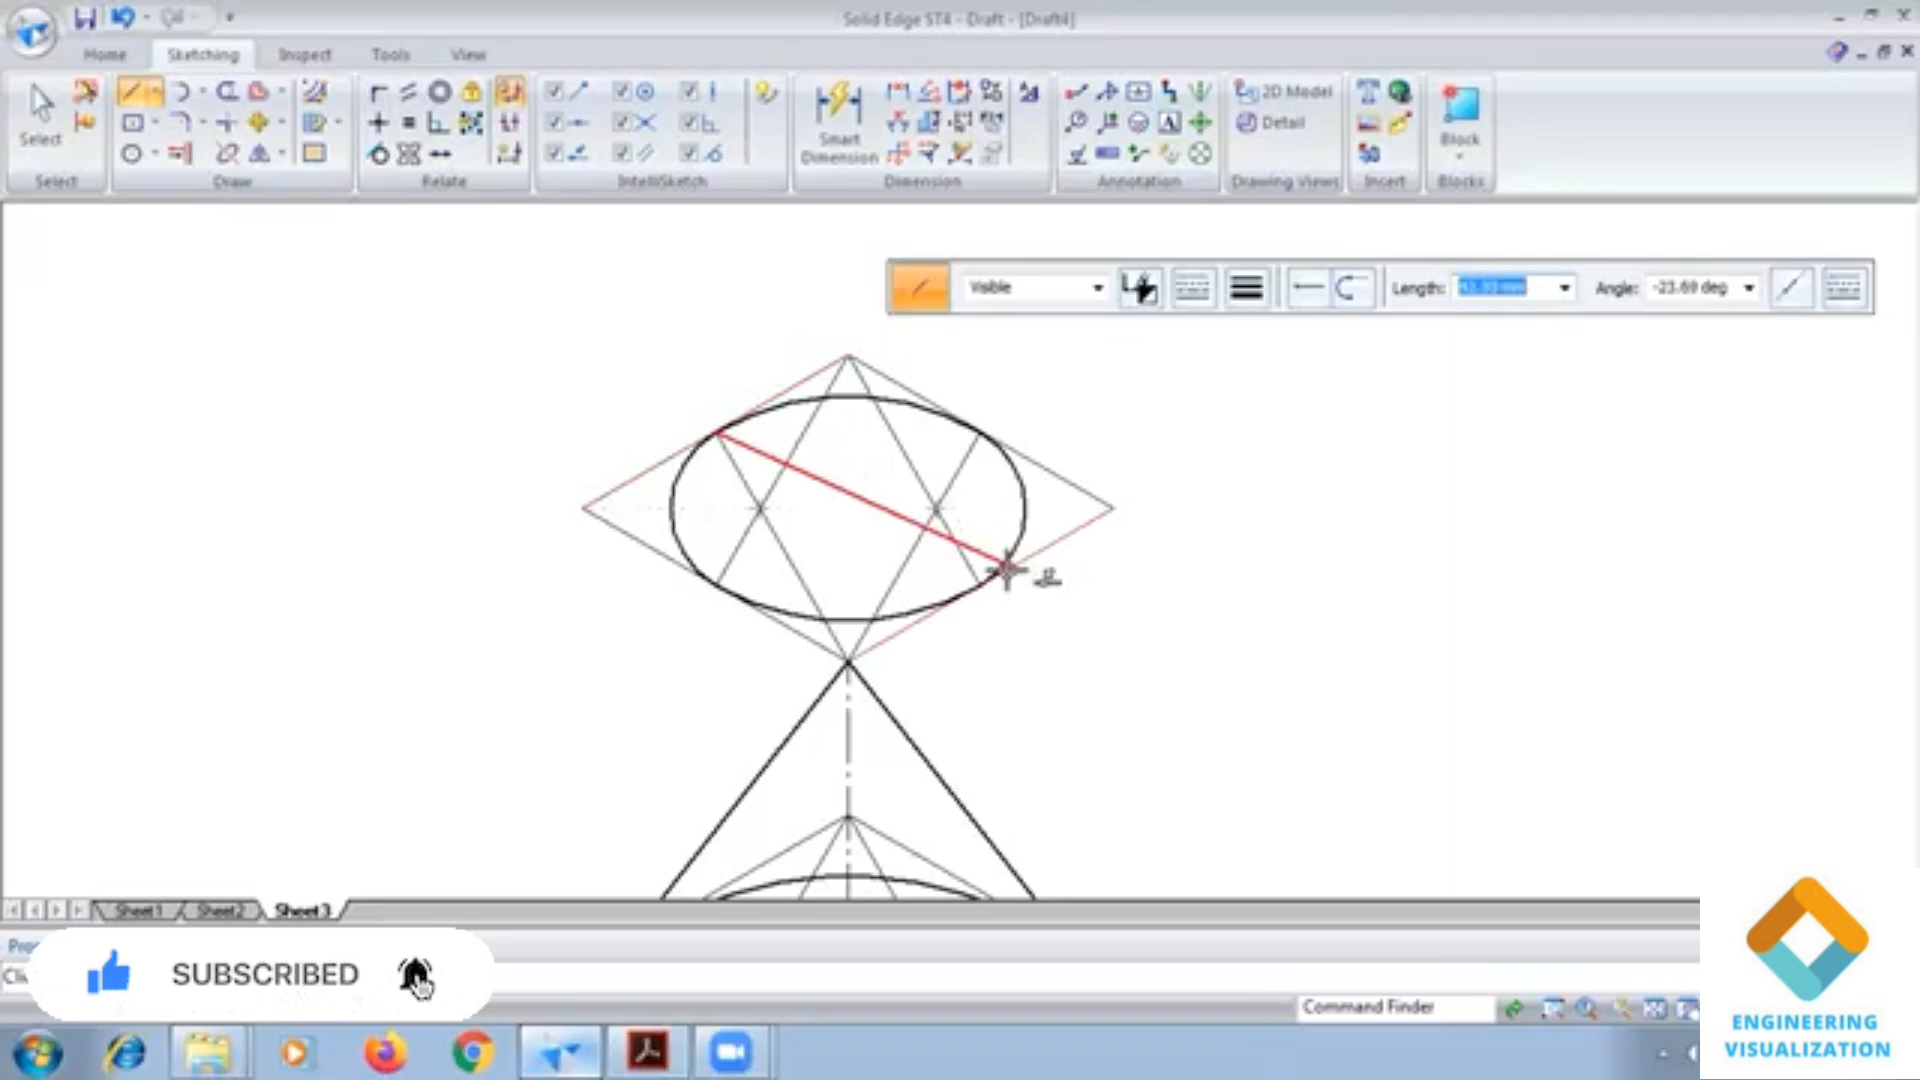 Solid Edge ST4 - Draft - [Draft4]
Home Sketching Inspect Tools View
Select
Smart Dimension
2D Model
Detail
Block
Select Draw Relate IntelliSketch Dimension Annotation Drawing Views Insert Blocks
Visible Length: Angle: -23.69 deg
Sheet1 Sheet2 Sheet3
SUBSCRIBED
Command Finder
ENGINEERING
VISUALIZATION